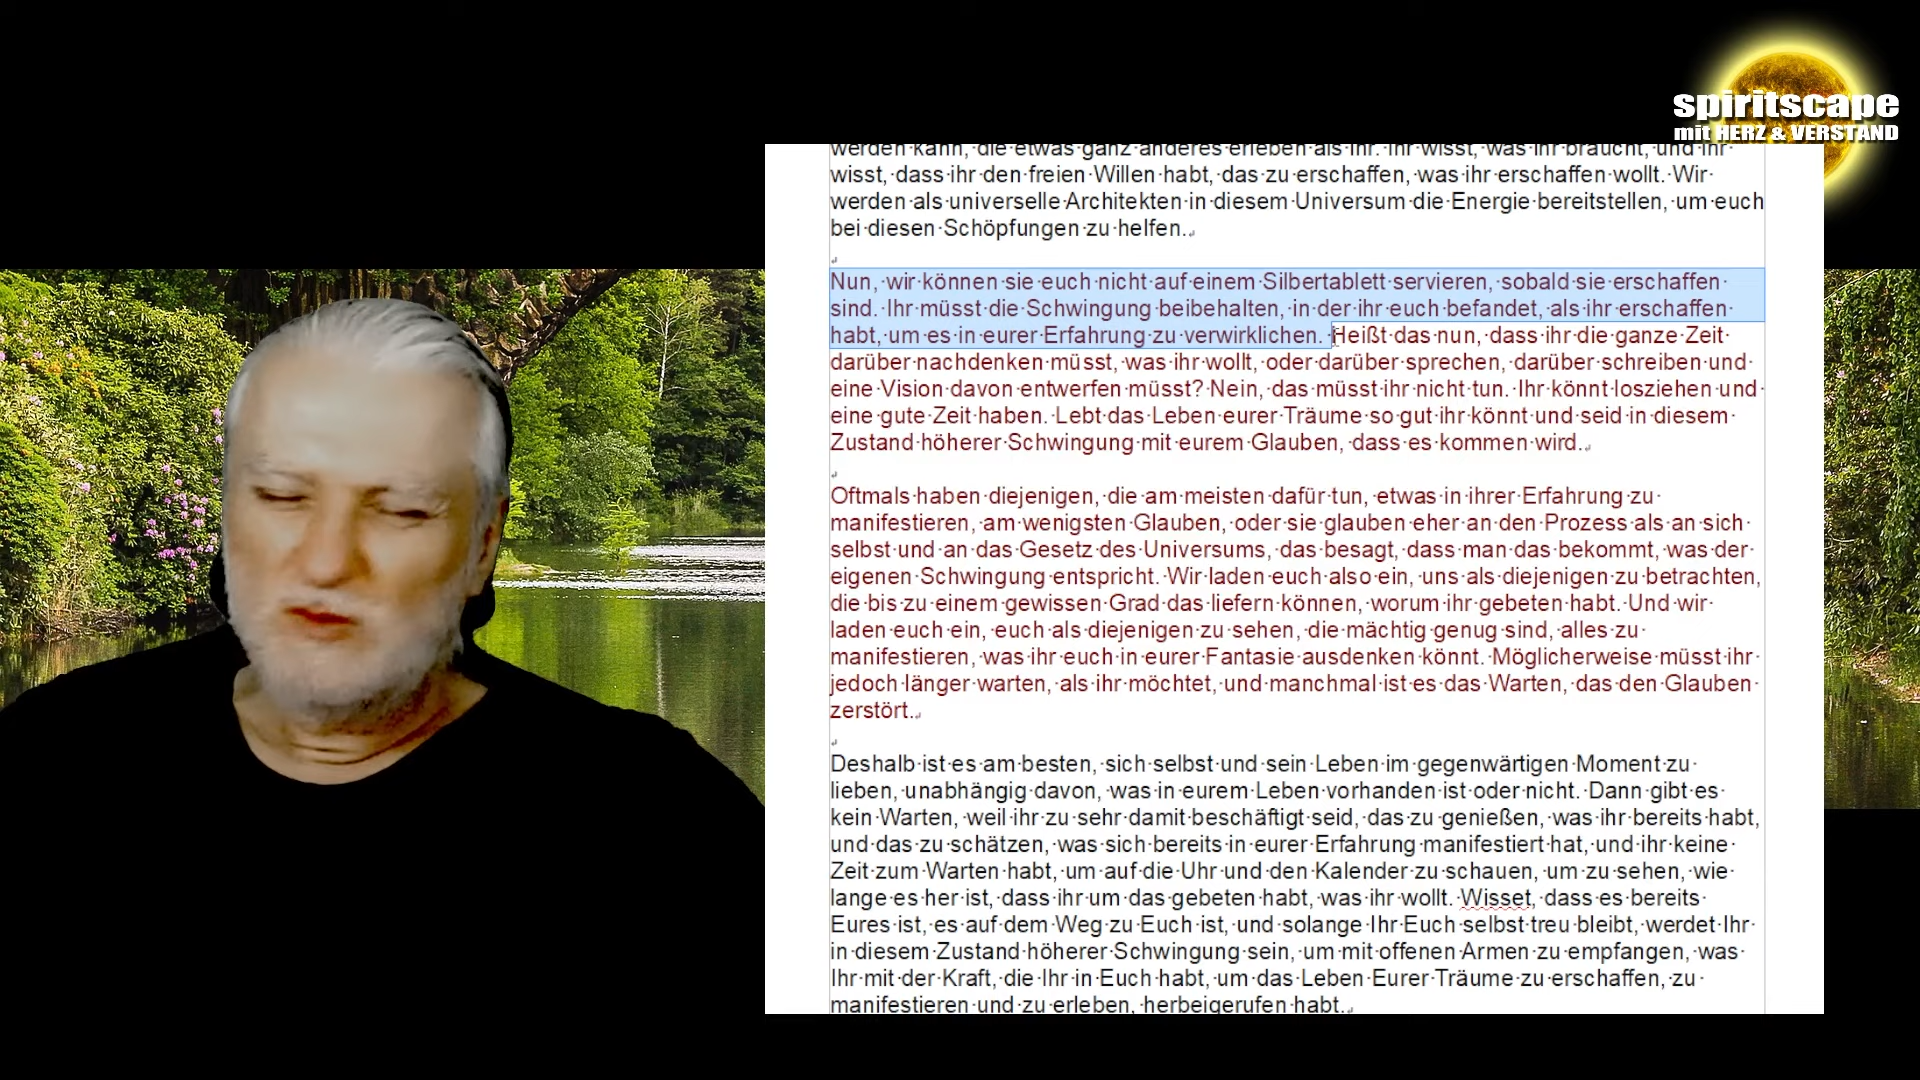 spiritscape
mit HERZ & VERSTAND
werden kann, die etwas ganz anderes erleben als ihr. Ihr wisst, was ihr braucht, und ihr
wisst, dass ihr den freien Willen habt, das zu erschaffen, was ihr erschaffen wollt. Wir
werden als universelle Architekten in diesem Universum die Energie bereitstellen, um euch
bei diesen Schöpfungen zu helfen.
Nun, wir können sie euch nicht auf einem Silbertablett servieren, sobald sie erschaffen
sind. Ihr müsst die Schwingung beibehalten, in der ihr euch befandet, als ihr erschaffen
habt, um es in eurer Erfahrung zu verwirklichen. Heißt das nun, dass ihr die ganze Zeit
darüber nachdenken müsst, was ihr wollt, oder darüber sprechen, darüber schreiben und
eine Vision davon entwerfen müsst? Nein, das müsst ihr nicht tun. Ihr könnt losziehen und
eine gute Zeit haben. Lebt das Leben eurer Träume so gut ihr könnt und seid in diesem
Zustand höherer Schwingung mit eurem Glauben, dass es kommen wird.
Oftmals haben diejenigen, die am meisten dafür tun, etwas in ihrer Erfahrung zu
manifestieren, am wenigsten Glauben, oder sie glauben eher an den Prozess als an sich
selbst und an das Gesetz des Universums, das besagt, dass man das bekommt, was der
eigenen Schwingung entspricht. Wir laden euch also ein, uns als diejenigen zu betrachten,
die bis zu einem gewissen Grad das liefern können, worum ihr gebeten habt. Und wir
laden euch ein, euch als diejenigen zu sehen, die mächtig genug sind, alles zu
manifestieren, was ihr euch in eurer Fantasie ausdenken könnt. Möglicherweise müsst ihr
jedoch länger warten, als ihr möchtet, und manchmal ist es das Warten, das den Glauben
zerstört.
Deshalb ist es am besten, sich selbst und sein Leben im gegenwärtigen Moment zu
lieben, unabhängig davon, was in eurem Leben vorhanden ist oder nicht. Dann gibt es
kein Warten, weil ihr zu sehr damit beschäftigt seid, das zu genießen, was ihr bereits habt,
und das zu schätzen, was sich bereits in eurer Erfahrung manifestiert hat, und ihr keine
Zeit zum Warten habt, um auf die Uhr und den Kalender zu schauen, um zu sehen, wie
lange es her ist, dass ihr um das gebeten habt, was ihr wollt. Wisset, dass es bereits
Eures ist, es auf dem Weg zu Euch ist, und solange Ihr Euch selbst treu bleibt, werdet Ihr
in diesem Zustand höherer Schwingung sein, um mit offenen Armen zu empfangen, was
Ihr mit der Kraft, die Ihr in Euch habt, um das Leben Eurer Träume zu erschaffen, zu
manifestieren und zu erleben, herbeigerufen habt.